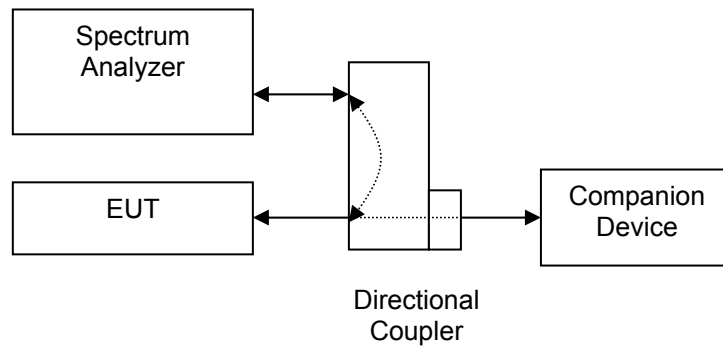 Spectrum
Analyzer
EUT
Companion
Device
Directional
Coupler